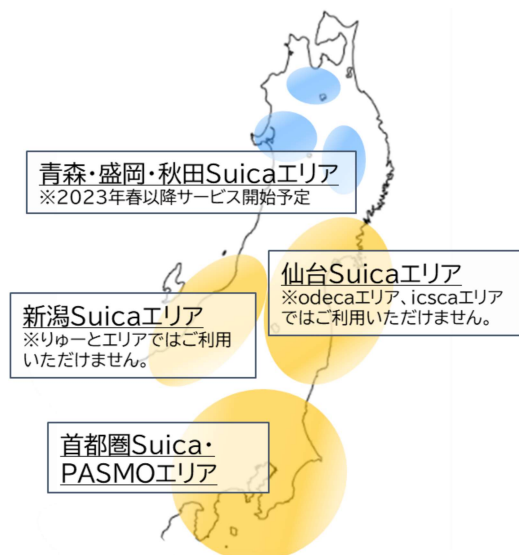 青森・盛岡・秋田Suicaエリア
※2023年春以降サービス開始予定
仙台Suicaエリア
※odecaエリア、icscaエリア
ではご利用いただけません。
新潟Suicaエリア
※りゅーとエリアではご利用
いただけません。
首都圏Suica・
PASMOエリア